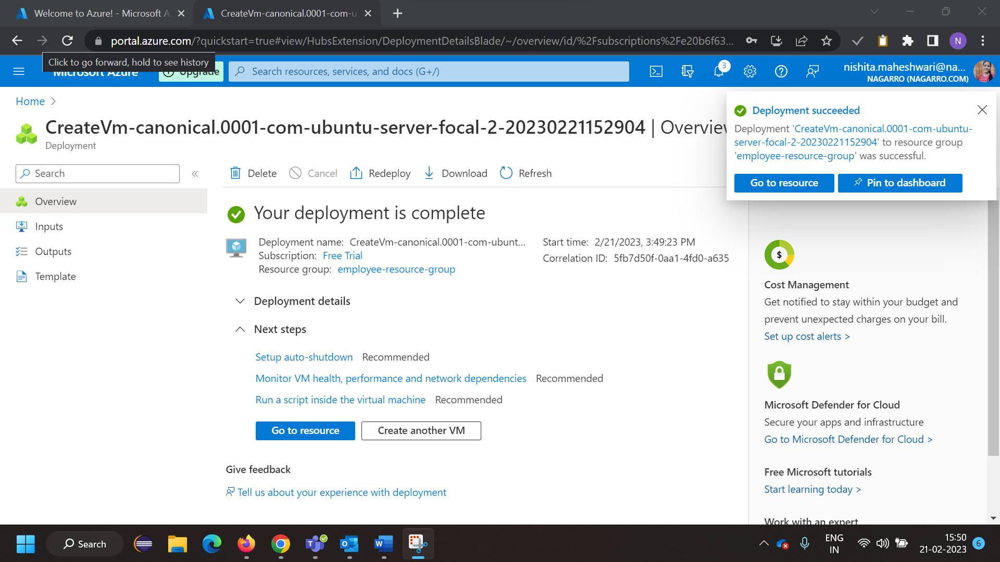 Welcome to Azure! - Microsoft A
CreateVm-canonical.0001-com-u
portal.azure.com/?quickstart=true#view/HubsExtension/DeploymentDetailsBlade/~/overview/id/%2Fsubscriptions%2Fe20b6f63...
N
Click to go forward, hold to see history
Microsoft Azure
Upgrade
Search resources, services, and docs (G+/)
3
nishita.maheshwari@na...
NAGARRO (NAGARRO.COM)
Home
CreateVm-canonical.0001-com-ubuntu-server-focal-2-20230221152904 | Overview
Deployment
Deployment succeeded
Deployment 'CreateVm-canonical.0001-com-ubuntu-
server-focal-2-20230221152904' to resource group
'employee-resource-group' was successful.
Go to resource
Pin to dashboard
Search
«
Delete
Cancel
Redeploy
Download
Refresh
Overview
Inputs
Outputs
Template
Your deployment is complete
Deployment name: CreateVm-canonical.0001-com-ubunt...
Subscription: Free Trial
Resource group: employee-resource-group
Start time: 2/21/2023, 3:49:23 PM
Correlation ID: 5fb7d50f-0aa1-4fd0-a635
Deployment details
Next steps
Setup auto-shutdown Recommended
Monitor VM health, performance and network dependencies Recommended
Run a script inside the virtual machine Recommended
Go to resource
Create another VM
Give feedback
Tell us about your experience with deployment
$
Cost Management
Get notified to stay within your budget and
prevent unexpected charges on your bill.
Set up cost alerts >
Microsoft Defender for Cloud
Secure your apps and infrastructure
Go to Microsoft Defender for Cloud >
Free Microsoft tutorials
Start learning today >
Work with an expert
Search
ENG
IN
15:50
21-02-2023
6